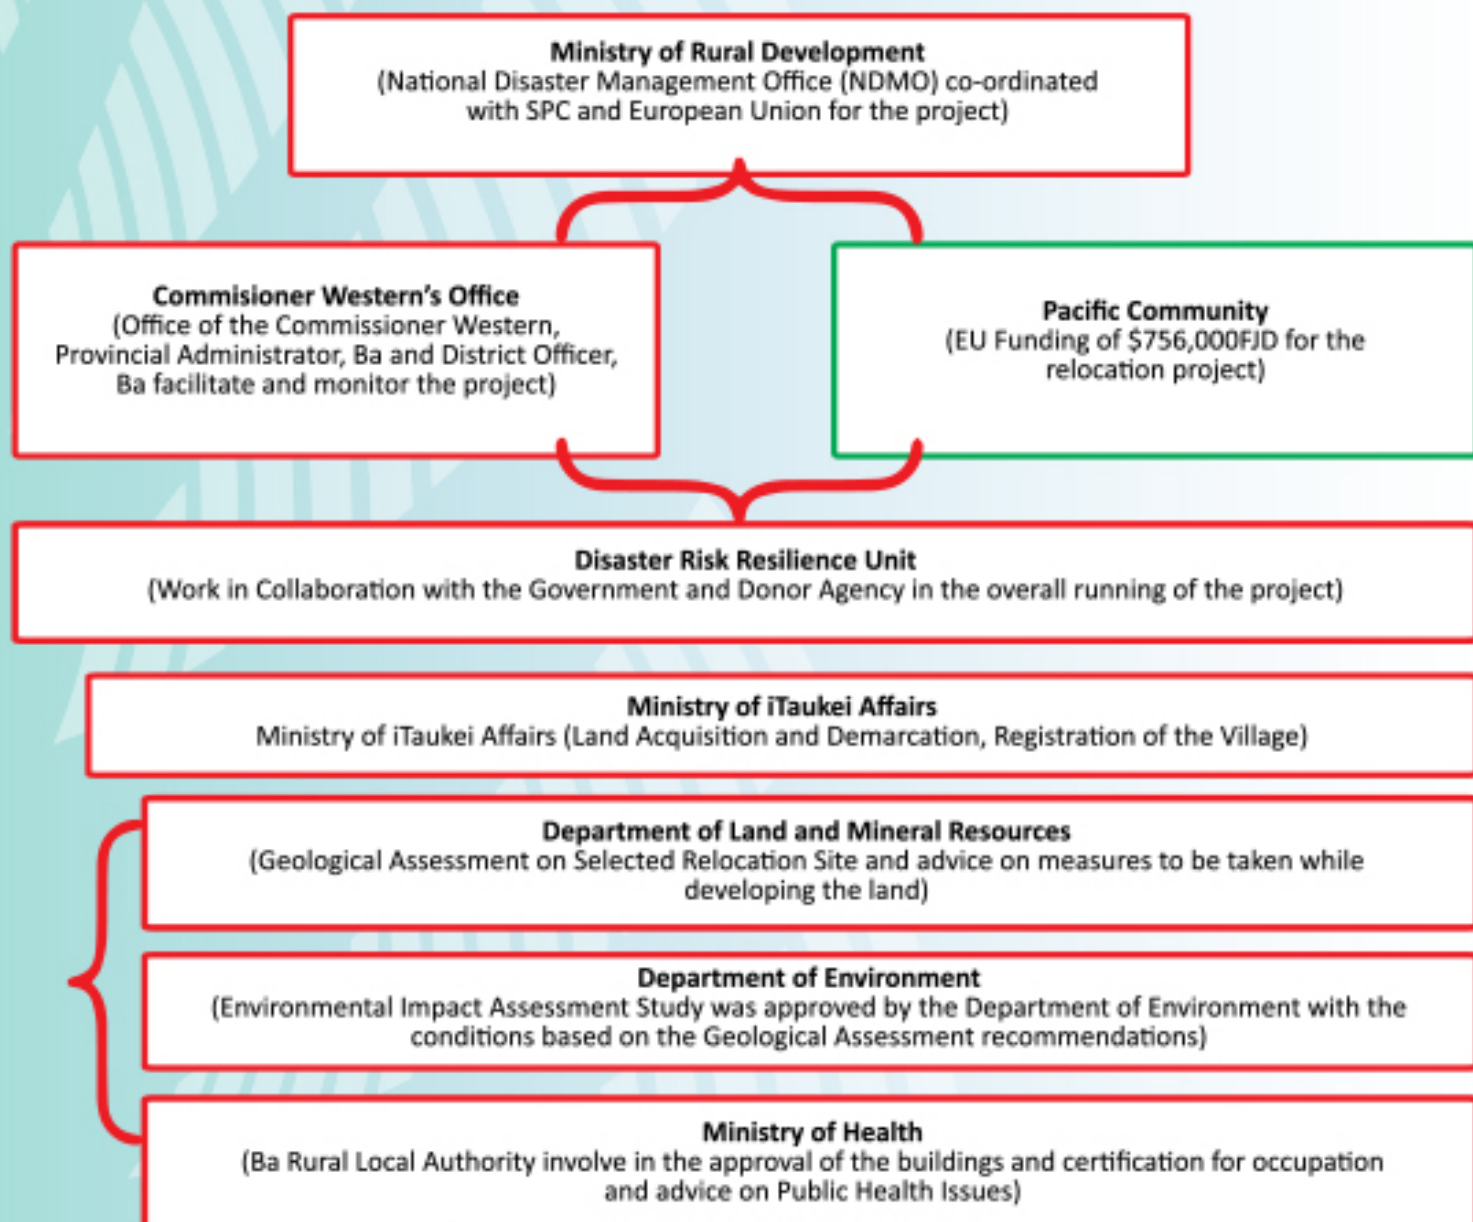 Ministry of Rural Development
(National Disaster Management Office (NDMO) co-ordinated
with SPC and European Union for the project)
Commisioner Western's Office
(Office of the Commissioner Western,
Provincial Administrator, Ba and District Officer,
Ba facilitate and monitor the project)
Pacific Community
(EU Funding of $756,000FJD for the
relocation project)
Disaster Risk Resilience Unit
(Work in Collaboration with the Government and Donor Agency in the overall running of the project)
Ministry of iTaukei Affairs
Ministry of iTaukei Affairs (Land Acquisition and Demarcation, Registration of the Village)
Department of Land and Mineral Resources
(Geological Assessment on Selected Relocation Site and advice on measures to be taken while
developing the land)
Department of Environment
(Environmental Impact Assessment Study was approved by the Department of Environment with the
conditions based on the Geological Assessment recommendations)
Ministry of Health
(Ba Rural Local Authority involve in the approval of the buildings and certification for occupation
and advice on Public Health Issues)